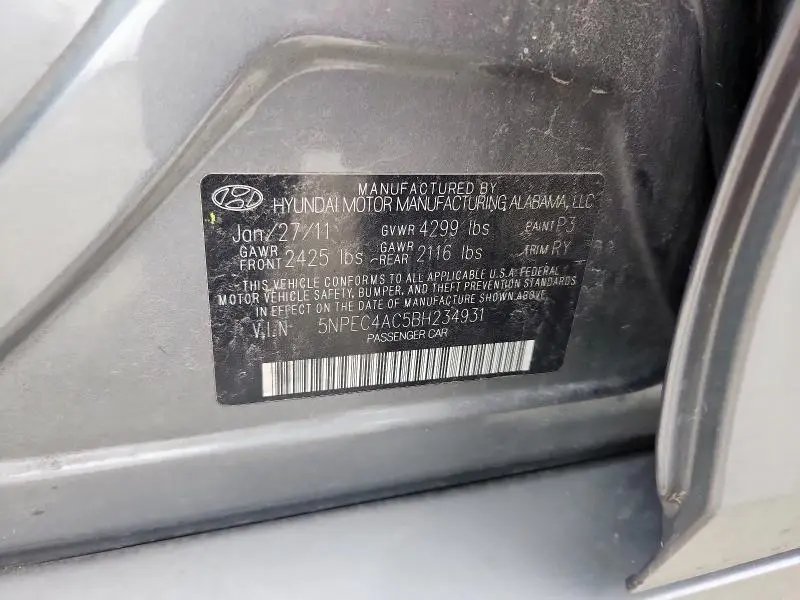 MANUFACTURED BY
HYUNDAI MOTOR MANUFACTURING ALABAMA, LLC
Jan/27/11 GVWR 4299 lbs PAINT P3
GAWR FRONT 2425 lbs GAWR REAR 2116 lbs TRIM RY
THIS VEHICLE CONFORMS TO ALL APPLICABLE U.S.A. FEDERAL
MOTOR VEHICLE SAFETY, BUMPER, AND THEFT PREVENTION STANDARDS
IN EFFECT ON THE DATE OF MANUFACTURE SHOWN ABOVE.
V.I.N 5NPEC4AC5BH234931
PASSENGER CAR